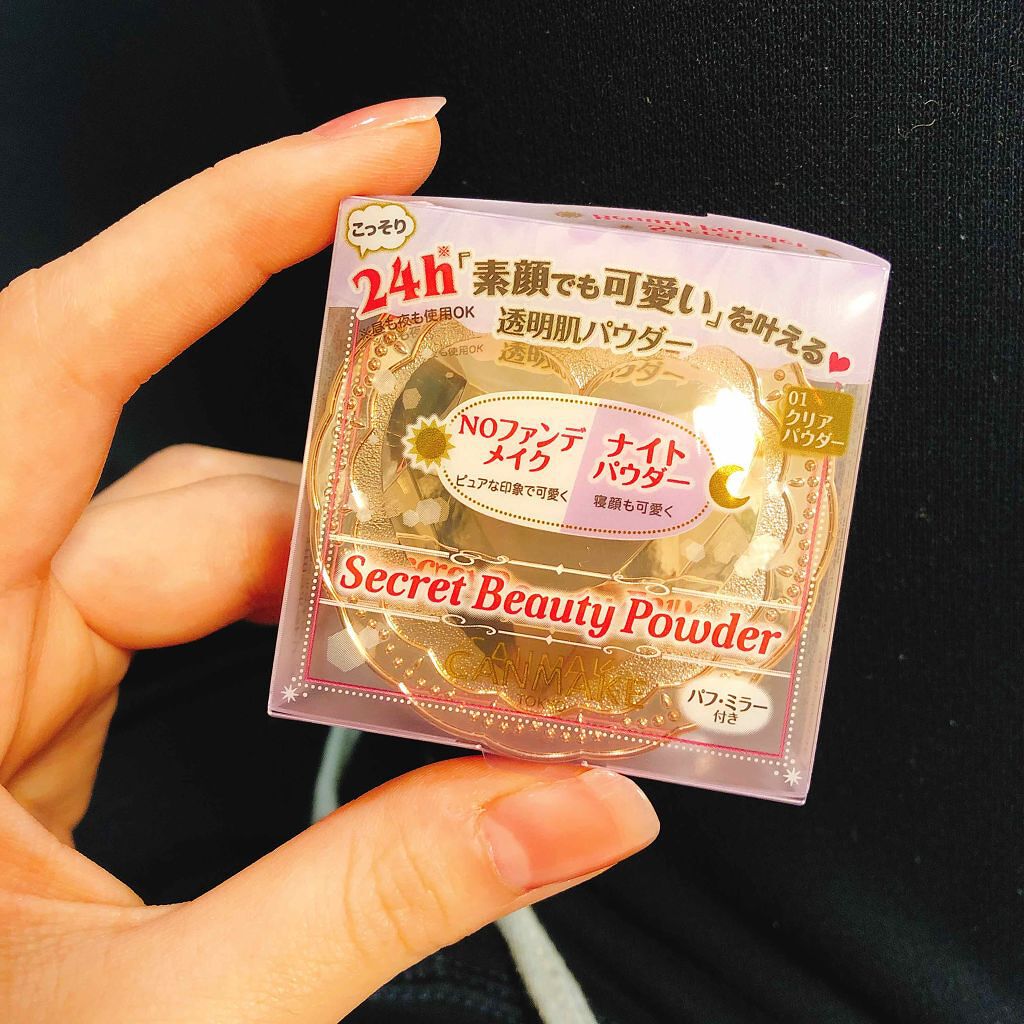 Secret
こっそり
24h※『素顔でも可愛い』を叶える
※昼も夜も使用OK
透明肌パウダー
01
クリア
パウダー
NOファンデ
メイク
ピュアな印象で可愛く
ナイト
パウダー
寝顔も可愛く
Secret Beauty Powder
CANMAKE
TOKYO
パフ・ミラー
付き